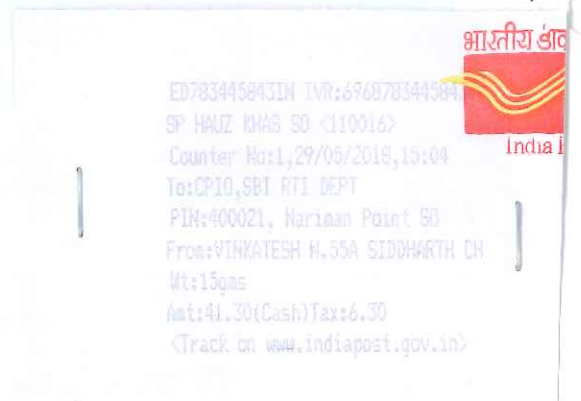 भारतीय डाक
ED783445843IN IVR:6968783445843
SP HAUZ KHAS SO <110016>
India
Counter No:1,29/05/2018,15:04
To:CPIO,SBI RTI DEPT
PIN:400021, Nariman Point SO
From:VINKATESH N.55A SIDDHARTH CH
Wt:15gms
Amt:41.30(Cash)Tax:6.30
<Track on www.indiapost.gov.in>